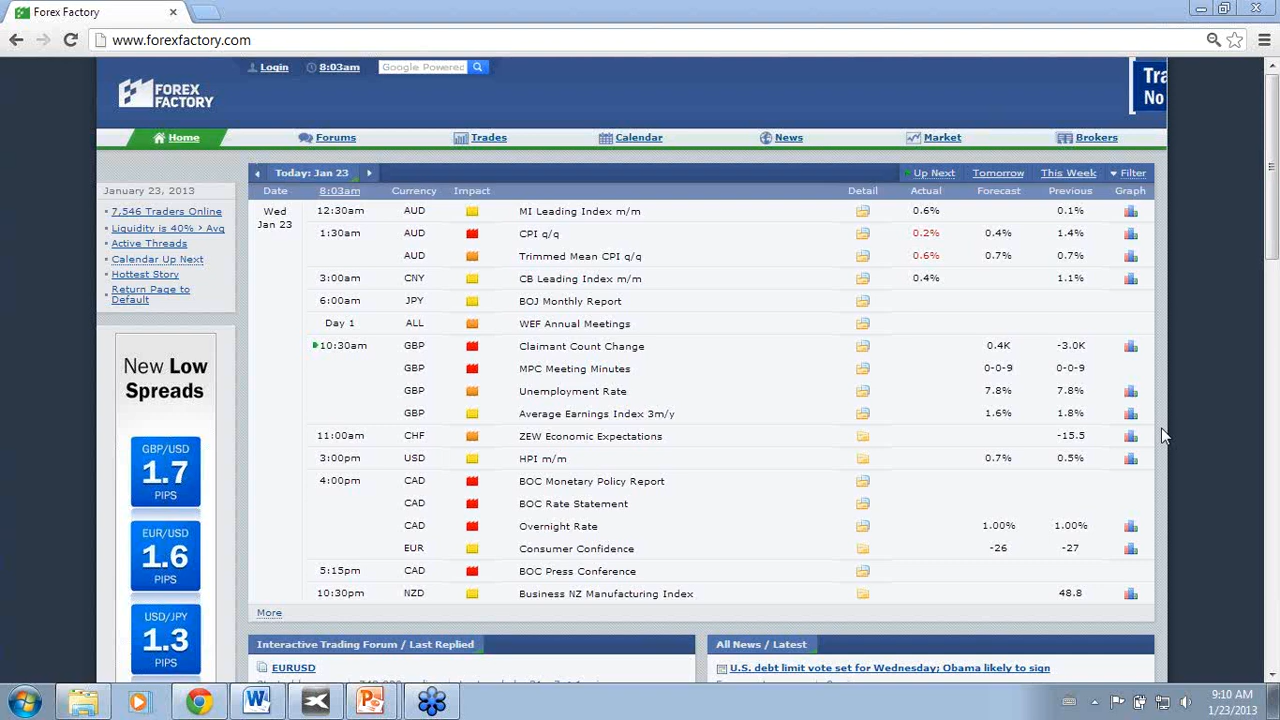 Forex Factory
www.forexfactory.com
Login 8:03am Google Powered
FOREX
FACTORY
Tra
No
Home Forums Trades Calendar News Market Brokers
January 23, 2013
7,546 Traders Online
Liquidity is 40% > Avg
Active Threads
Calendar Up Next
Hottest Story
Return Page to
Default
Today: Jan 23 Up Next Tomorrow This Week Filter
Date 8:03am Currency Impact Detail Actual Forecast Previous Graph
Wed
Jan 23
12:30am AUD MI Leading Index m/m 0.6% 0.1%
1:30am AUD CPI q/q 0.2% 0.4% 1.4%
AUD Trimmed Mean CPI q/q 0.6% 0.7% 0.7%
3:00am CNY CB Leading Index m/m 0.4% 1.1%
6:00am JPY BOJ Monthly Report
Day 1 ALL WEF Annual Meetings
10:30am GBP Claimant Count Change 0.4K -3.0K
GBP MPC Meeting Minutes 0-0-9 0-0-9
GBP Unemployment Rate 7.8% 7.8%
GBP Average Earnings Index 3m/y 1.6% 1.8%
11:00am CHF ZEW Economic Expectations -15.5
3:00pm USD HPI m/m 0.7% 0.5%
4:00pm CAD BOC Monetary Policy Report
CAD BOC Rate Statement
CAD Overnight Rate 1.00% 1.00%
EUR Consumer Confidence -26 -27
5:15pm CAD BOC Press Conference
10:30pm NZD Business NZ Manufacturing Index 48.8
More
New Low
Spreads
GBP/USD
1.7
PIPS
EUR/USD
1.6
PIPS
USD/JPY
1.3
PIPS
Interactive Trading Forum / Last Replied
EURUSD
All News / Latest
U.S. debt limit vote set for Wednesday; Obama likely to sign
9:10 AM
1/23/2013